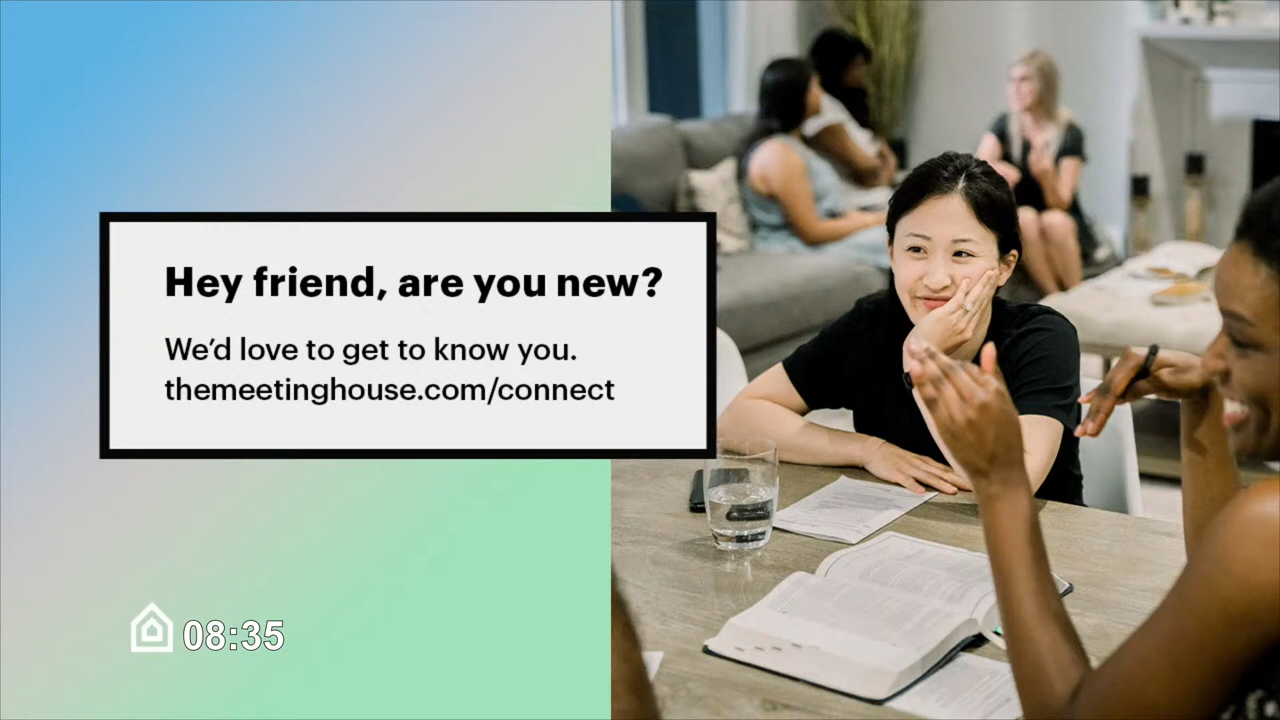 Hey friend, are you new?
We’d love to get to know you.
themeetinghouse.com/connect
08:35